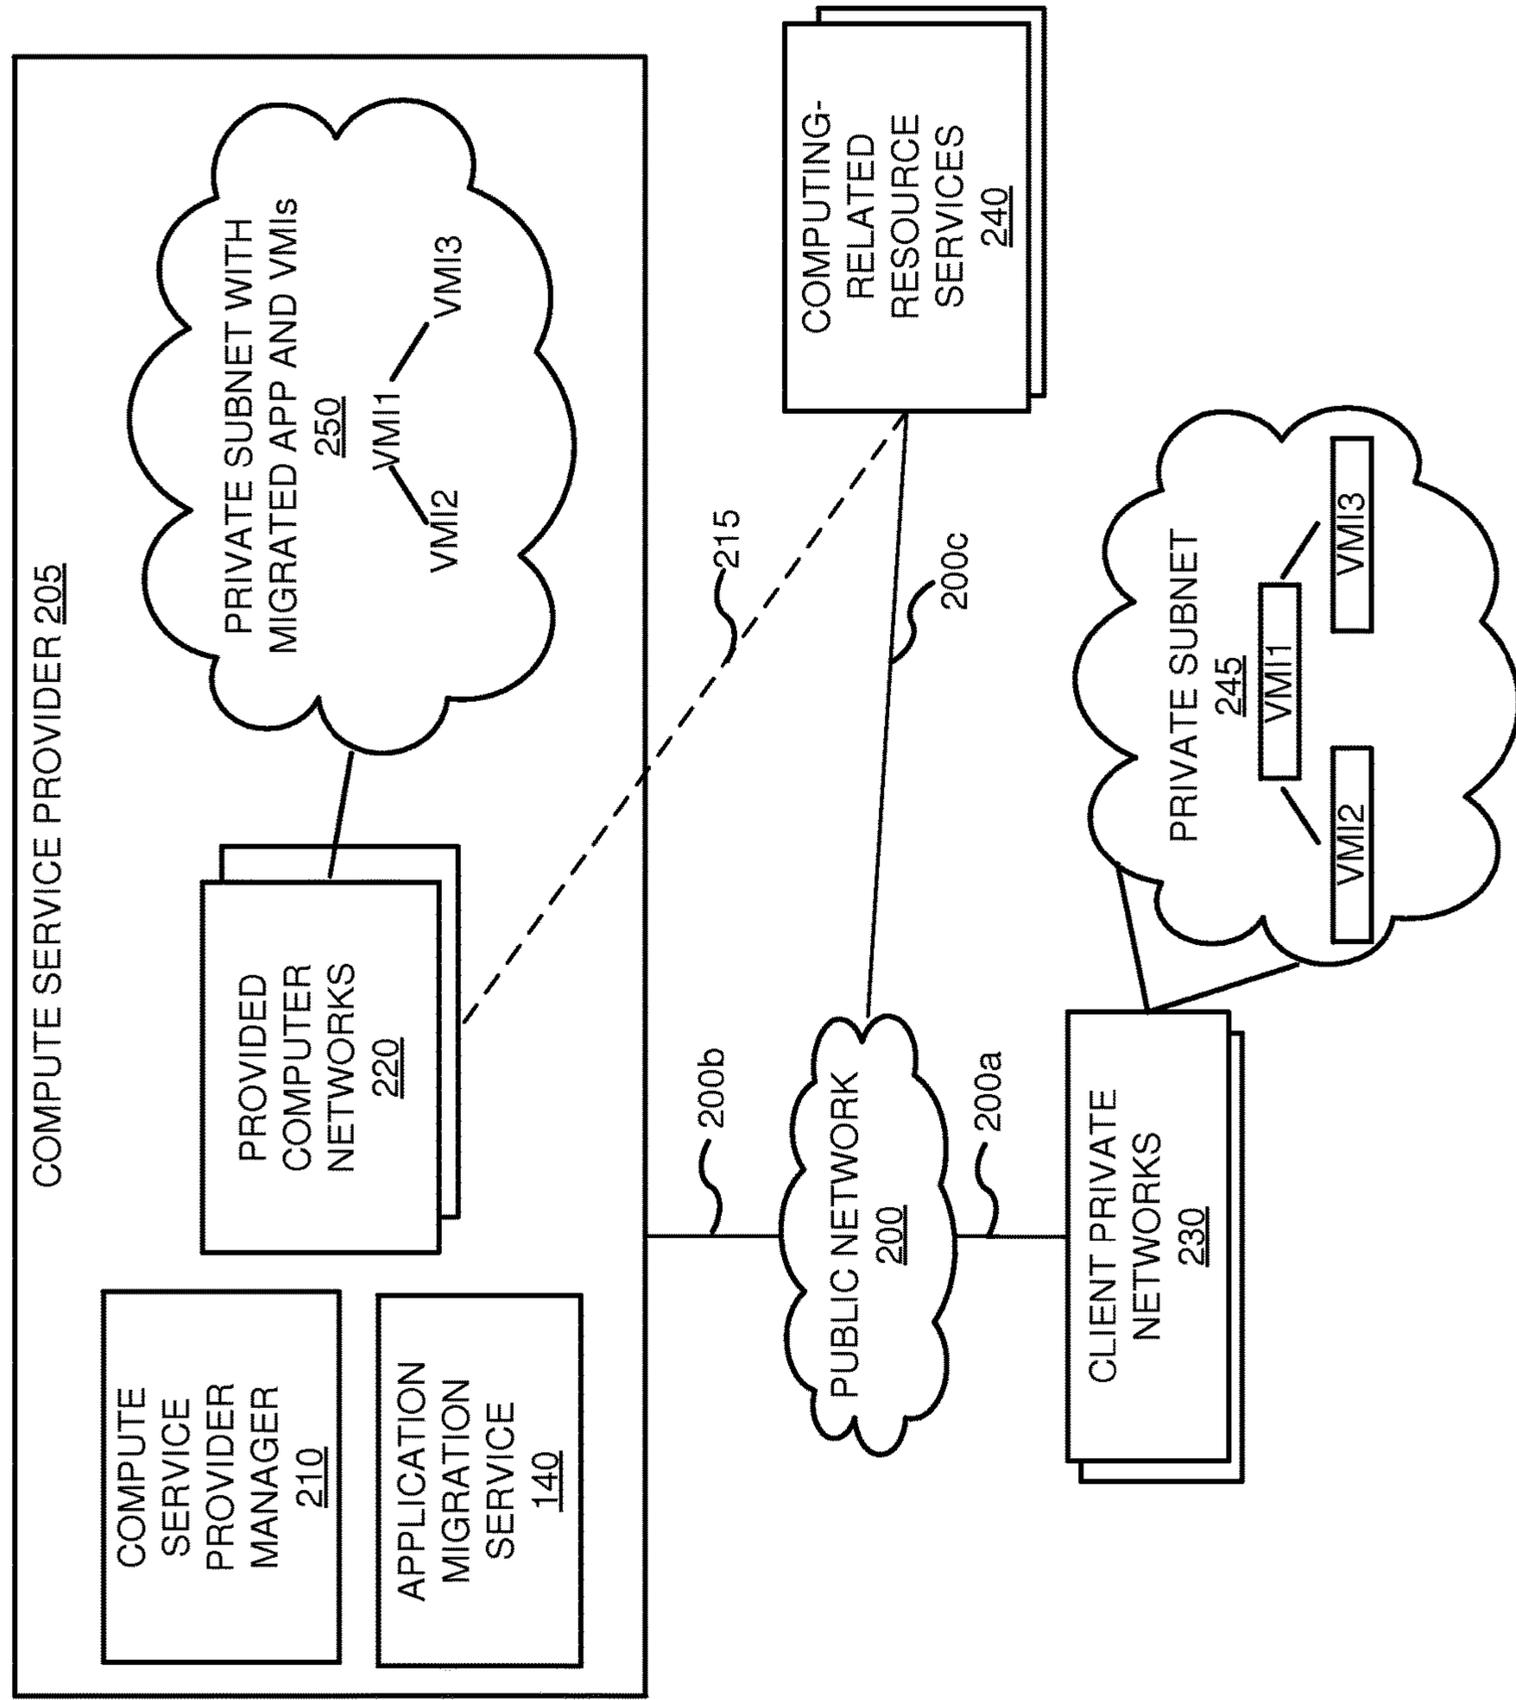 COMPUTE SERVICE PROVIDER 205
COMPUTE
SERVICE
PROVIDER
MANAGER
210
APPLICATION
MIGRATION
SERVICE
140
PROVIDED
COMPUTER
NETWORKS
220
PRIVATE SUBNET WITH
MIGRATED APP AND VMIs
250
VMI1
VMI2
VMI3
215
200b
PUBLIC NETWORK
200
200c
200a
COMPUTING-
RELATED
RESOURCE
SERVICES
240
CLIENT PRIVATE
NETWORKS
230
PRIVATE SUBNET
245
VMI1
VMI2
VMI3